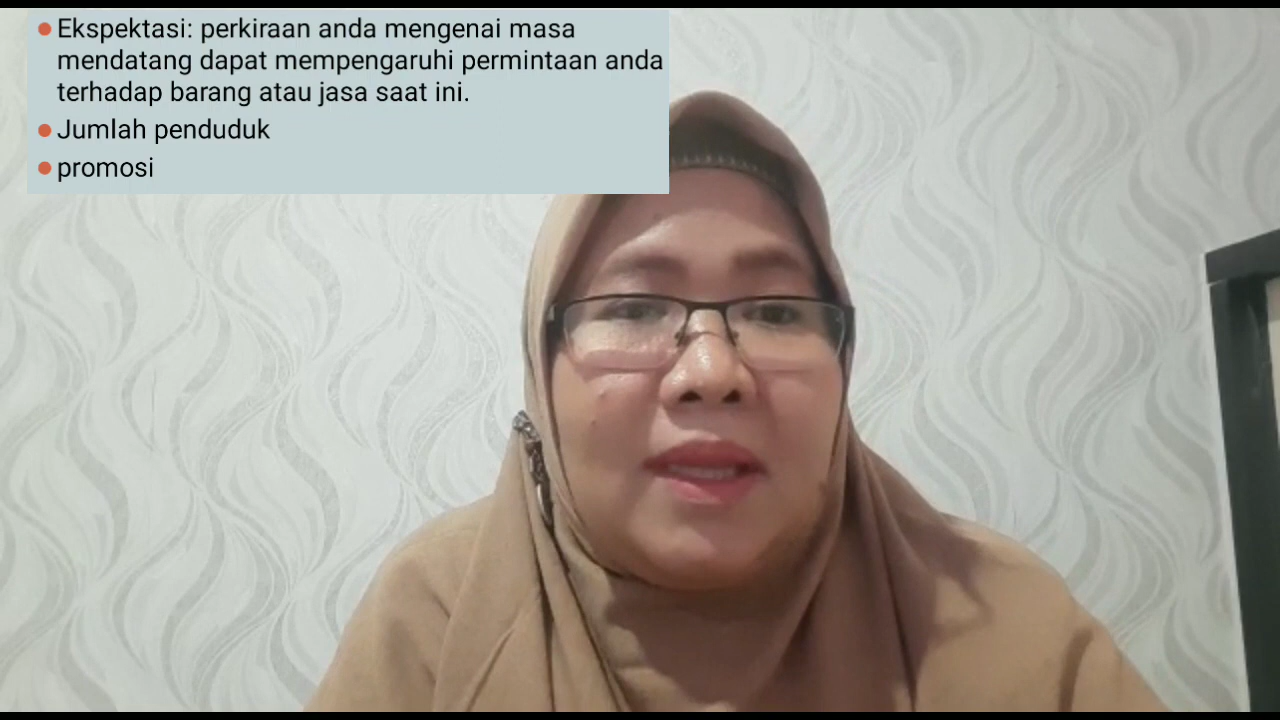 Ekspektasi: perkiraan anda mengenai masa
mendatang dapat mempengaruhi permintaan anda
terhadap barang atau jasa saat ini.
Jumlah penduduk
promosi